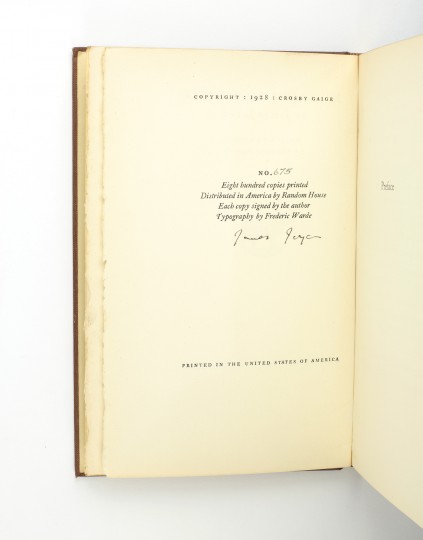 COPYRIGHT : 1928 : CROSBY GAIGE
NO. 675
Eight hundred copies printed
Distributed in America by Random House
Each copy signed by the author
Typography by Frederic Warde
James Joyce
PRINTED IN THE UNITED STATES OF AMERICA
Preface